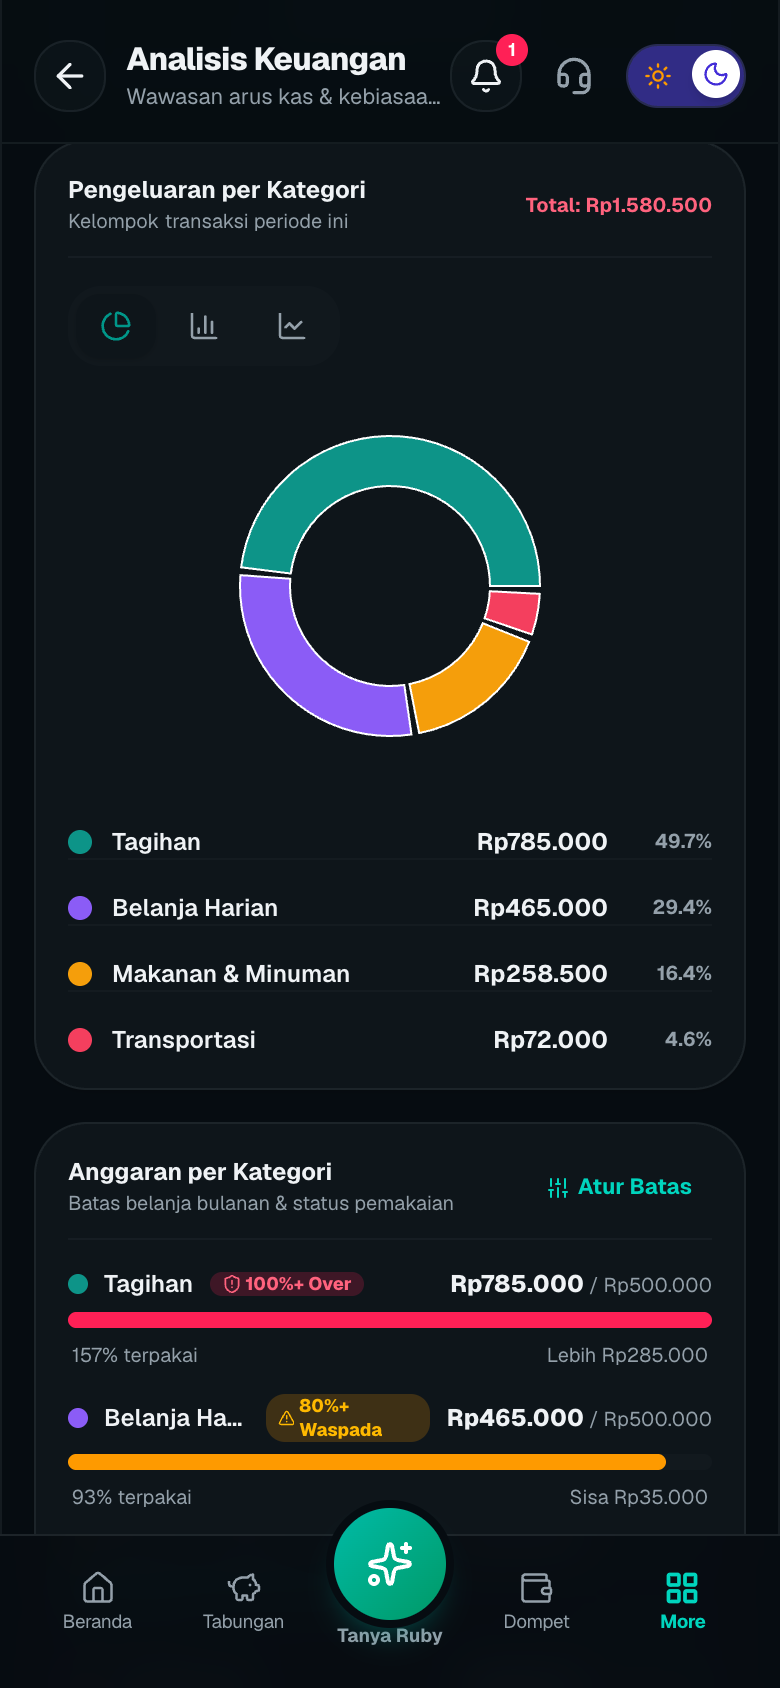 Analisis Keuangan
1
Wawasan arus kas & kebiasaa...
Pengeluaran per Kategori
Kelompok transaksi periode ini
Total: Rp1.580.500
Tagihan Rp785.000 49.7%
Belanja Harian Rp465.000 29.4%
Makanan & Minuman Rp258.500 16.4%
Transportasi Rp72.000 4.6%
Anggaran per Kategori
Batas belanja bulanan & status pemakaian
Atur Batas
Tagihan 100%+ Over Rp785.000 / Rp500.000
157% terpakai Lebih Rp285.000
Belanja Ha... 80%+ Waspada Rp465.000 / Rp500.000
93% terpakai Sisa Rp35.000
Beranda Tabungan Tanya Ruby Dompet More